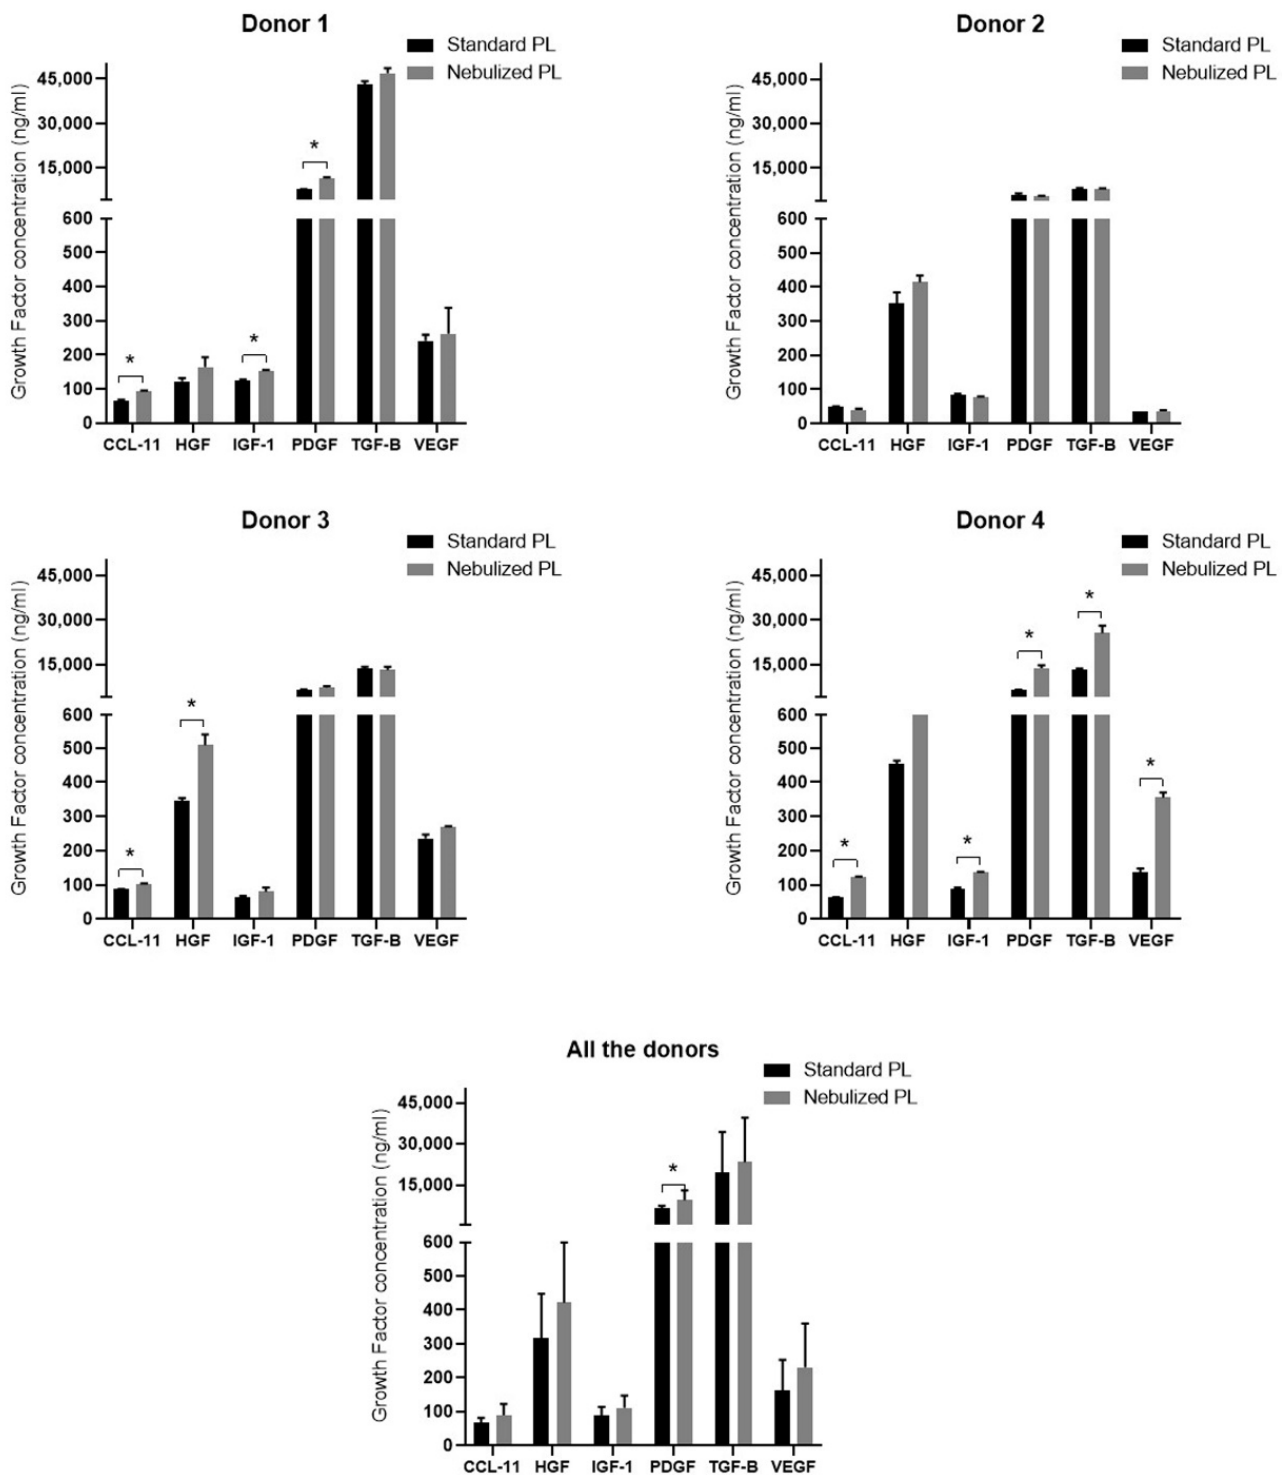 Donor 1
Standard PL
Nebulized PL
Growth Factor concentration (ng/ml)
45,000
30,000
15,000
600
500
400
300
200
100
0
*
*
*
CCL-11 HGF IGF-1 PDGF TGF-B VEGF
Donor 2
Standard PL
Nebulized PL
Growth Factor concentration (ng/ml)
45,000
30,000
15,000
600
500
400
300
200
100
0
CCL-11 HGF IGF-1 PDGF TGF-B VEGF
Donor 3
Standard PL
Nebulized PL
Growth Factor concentration (ng/ml)
45,000
30,000
15,000
600
500
400
300
200
100
0
*
*
CCL-11 HGF IGF-1 PDGF TGF-B VEGF
Donor 4
Standard PL
Nebulized PL
Growth Factor concentration (ng/ml)
45,000
30,000
15,000
600
500
400
300
200
100
0
*
*
*
*
*
CCL-11 HGF IGF-1 PDGF TGF-B VEGF
All the donors
Standard PL
Nebulized PL
Growth Factor concentration (ng/ml)
45,000
30,000
15,000
600
500
400
300
200
100
0
*
CCL-11 HGF IGF-1 PDGF TGF-B VEGF